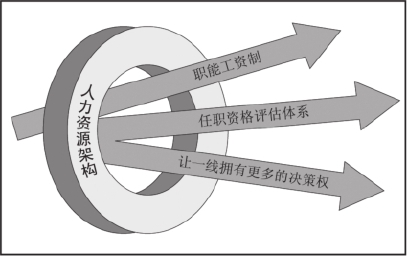 人力资源架构
职能工资制
任职资格评估体系
让一线拥有更多的决策权